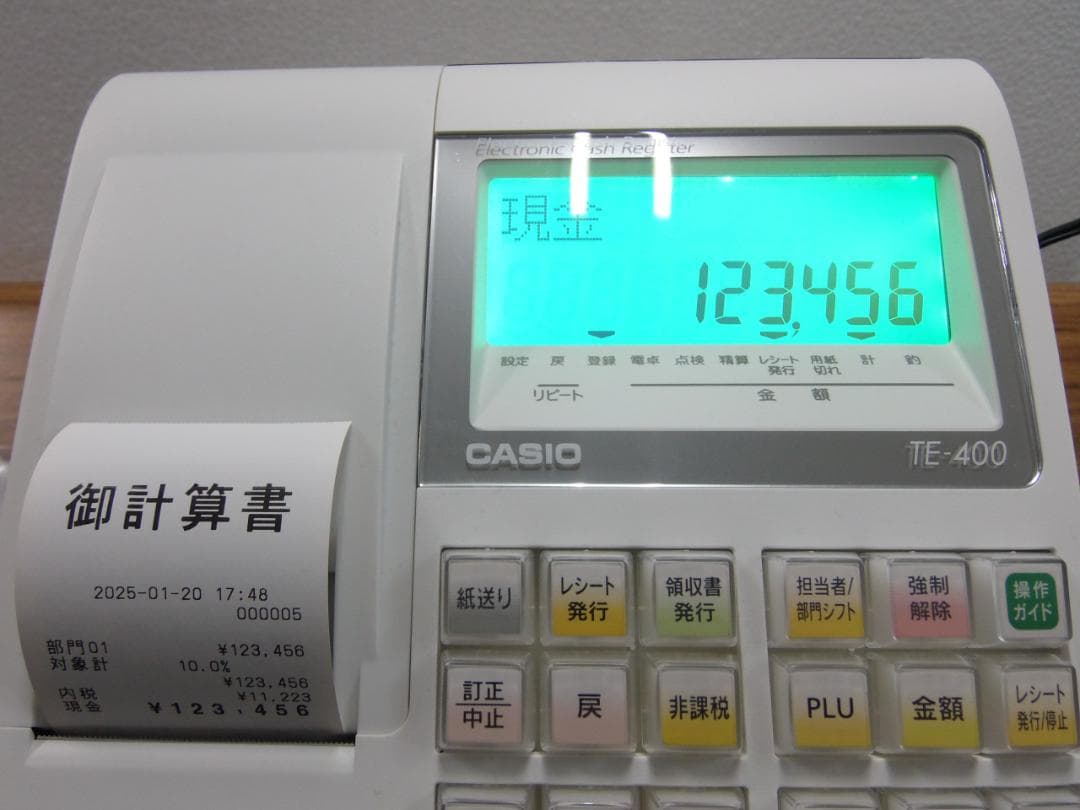 Electronic Cash Register
現金
123,456
設定 戻 登録 電卓 点検 精算 レシート発行 用紙切れ 計 釣
リピート 金額
CASIO TE-400
御計算書
2025-01-20 17:48
000005
部門01 ¥123,456
対象計 10.0%
¥123,456
内税 ¥11,223
現金 ¥123,456
紙送り
レシート
発行
領収書
発行
担当者/
部門シフト
強制
解除
操作
ガイド
訂正
中止
戻
非課税
PLU
金額
レシート
発行/停止